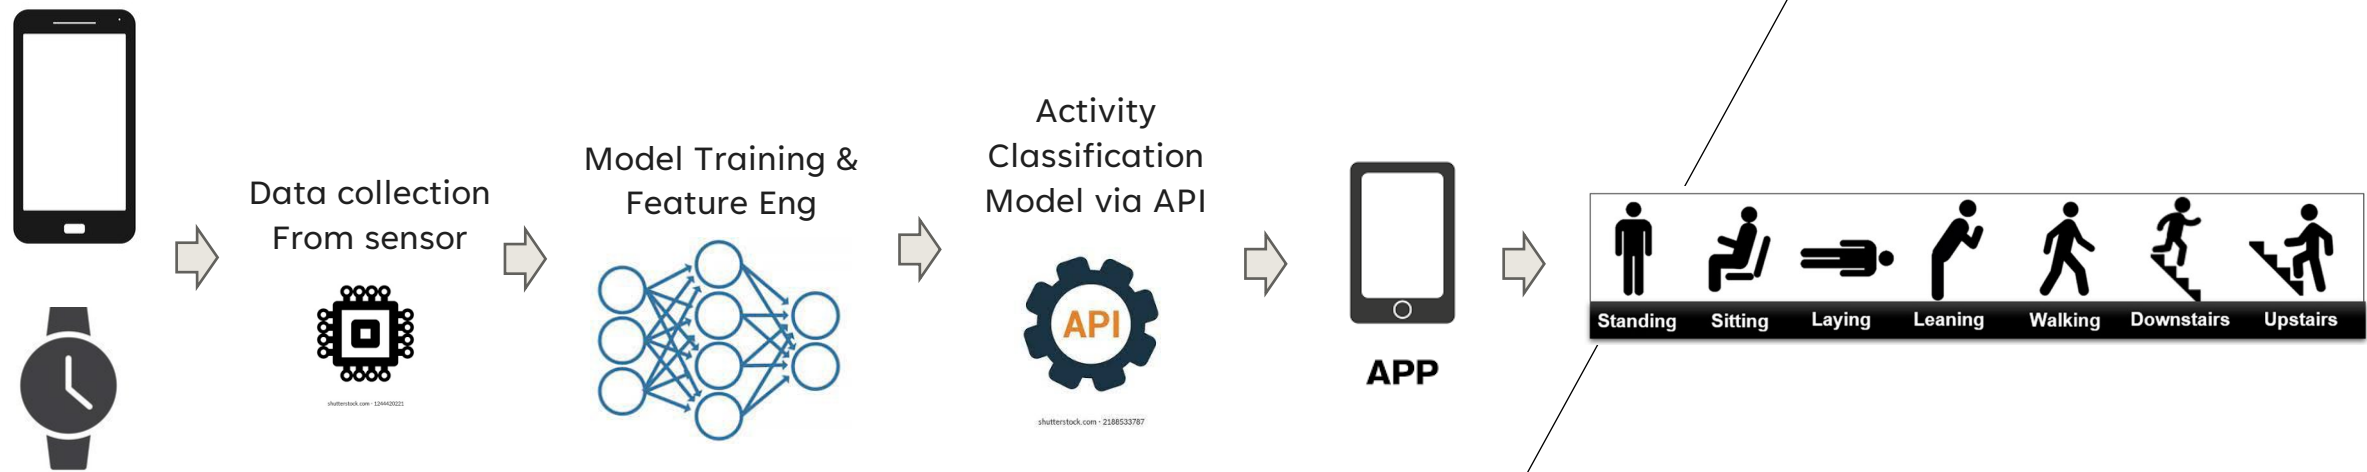 Data collection
From sensor
shutterstock.com · 1244420221
Model Training &
Feature Eng
Activity
Classification
Model via API
API
shutterstock.com · 2188533787
APP
Standing Sitting Laying Leaning Walking Downstairs Upstairs